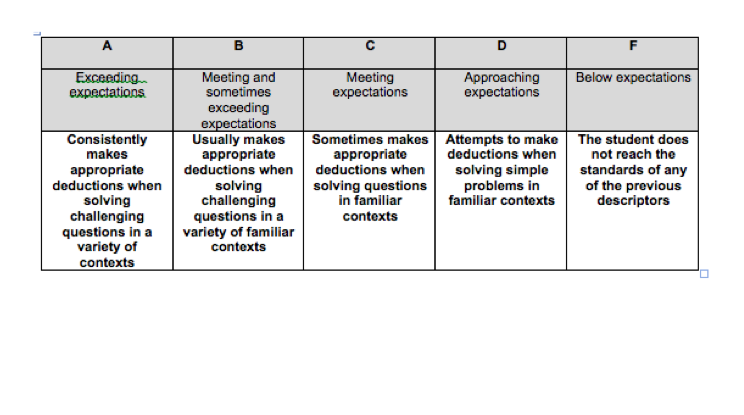 A
B
C
D
F
Exceeding
expectations
Meeting and
sometimes
exceeding
expectations
Meeting
expectations
Approaching
expectations
Below expectations
Consistently
makes
appropriate
deductions when
solving
challenging
questions in a
variety of
contexts
Usually makes
appropriate
deductions when
solving
challenging
questions in a
variety of familiar
contexts
Sometimes makes
appropriate
deductions when
solving questions
in familiar
contexts
Attempts to make
deductions when
solving simple
problems in
familiar contexts
The student does
not reach the
standards of any
of the previous
descriptors